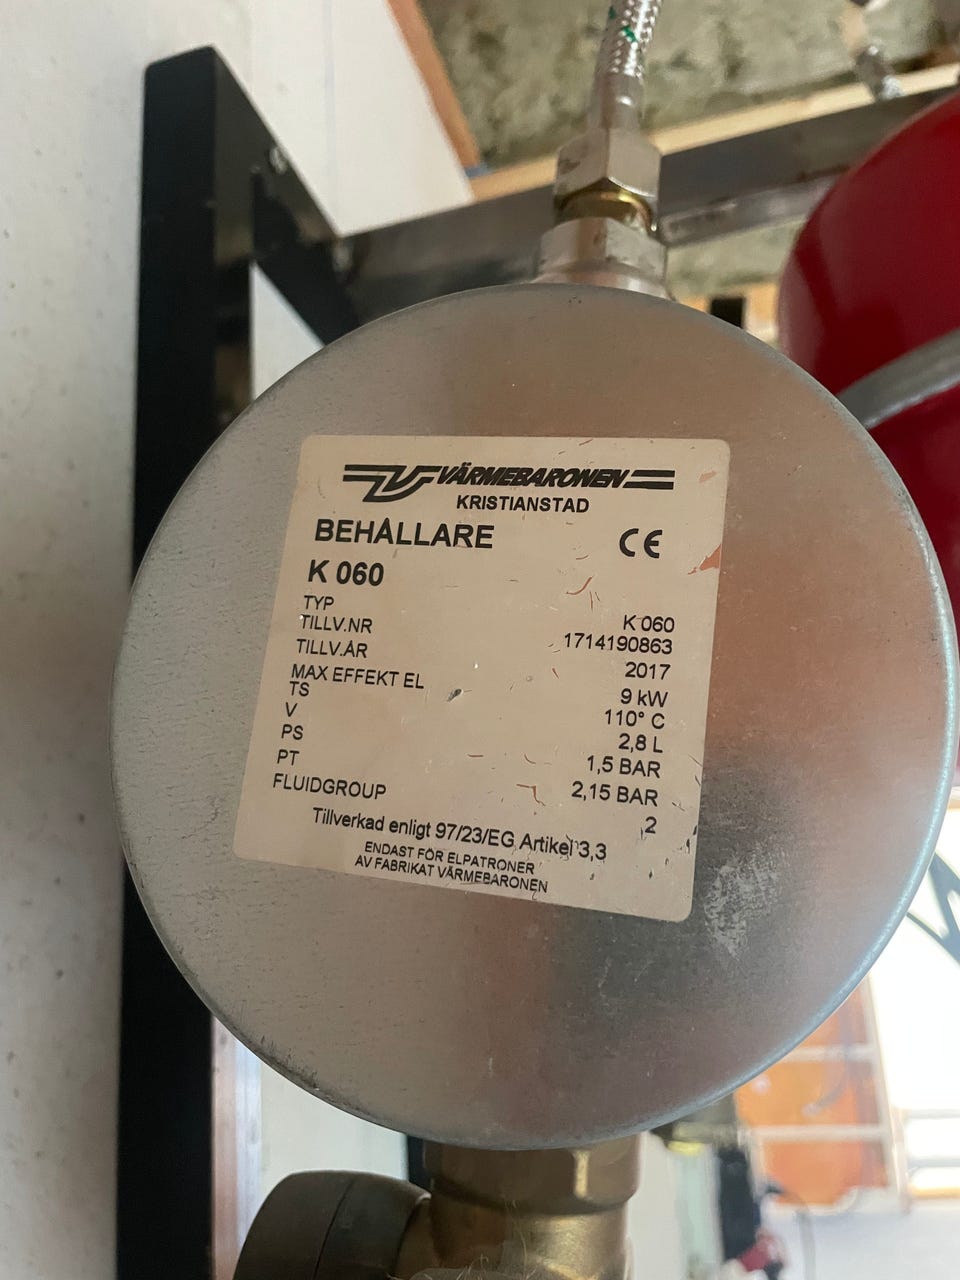 VÄRMEBARONEN
KRISTIANSTAD
BEHÅLLARE CE
K 060
TYP K 060
TILLV.NR 1714190863
TILLV.ÅR 2017
MAX EFFEKT EL 9 kW
TS 110° C
V 2,8 L
PS 1,5 BAR
PT 2,15 BAR
FLUIDGROUP 2
Tillverkad enligt 97/23/EG Artikel 3,3
ENDAST FÖR ELPATRONER
AV FABRIKAT VÄRMEBARONEN